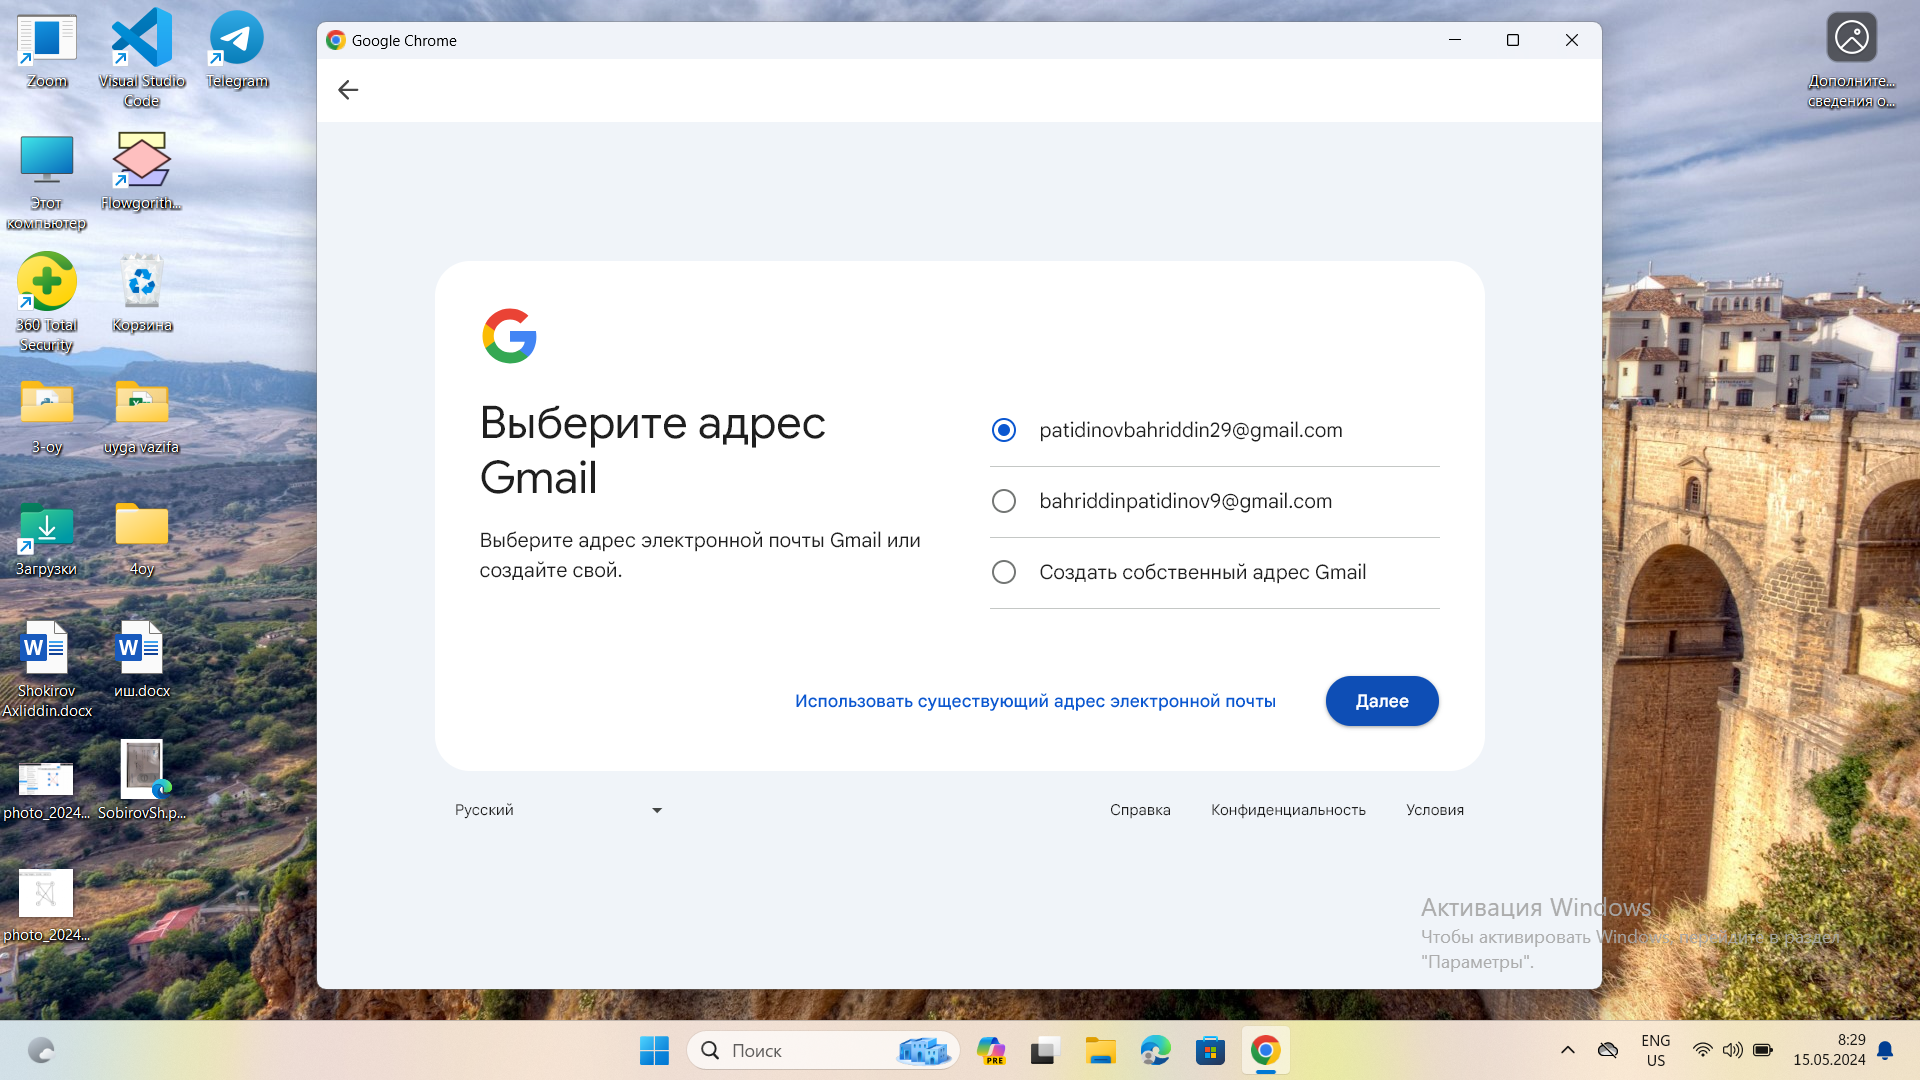 Zoom
Visual Studio
Code
Telegram
Этот
компьютер
Flowgorith...
360 Total
Security
Корзина
3-oy
uyga vazifa
Загрузки
4oy
Shokirov
Axliddin.docx
иш.docx
photo_2024...
SobirovSh.p...
photo_2024...
Дополните...
сведения о...
Google Chrome
Выберите адрес
Gmail
Выберите адрес электронной почты Gmail или
создайте свой.
patidinovbahriddin29@gmail.com
bahriddinpatidinov9@gmail.com
Создать собственный адрес Gmail
Использовать существующий адрес электронной почты
Далее
Русский
Справка
Конфиденциальность
Условия
Активация Windows
Чтобы активировать Windows, перейдите в раздел
"Параметры".
Поиск
PRE
ENG
US
8:29
15.05.2024